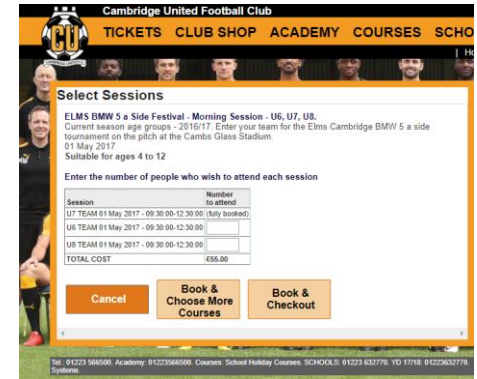 Cambridge United Football Club
CUFC
TICKETS CLUB SHOP ACADEMY COURSES SCHO
| Ho
Select Sessions
ELMS BMW 5 a Side Festival - Morning Session - U6, U7, U8.
Current season age groups - 2016/17. Enter your team for the Elms Cambridge BMW 5 a side
tournament on the pitch at the Cambs Glass Stadium.
01 May 2017
Suitable for ages 4 to 12
Enter the number of people who wish to attend each session
Session Number to attend
U7 TEAM 01 May 2017 - 09:30:00-12:30:00 (fully booked)
U6 TEAM 01 May 2017 - 09:30:00-12:30:00
U8 TEAM 01 May 2017 - 09:30:00-12:30:00
TOTAL COST £55.00
Cancel
Book &
Choose More
Courses
Book &
Checkout
Tel : 01223 566500. Academy: 01223566500. Courses: School Holiday Courses. SCHOOLS: 01223 632770. YD 17/18: 01223632770.
Systems.